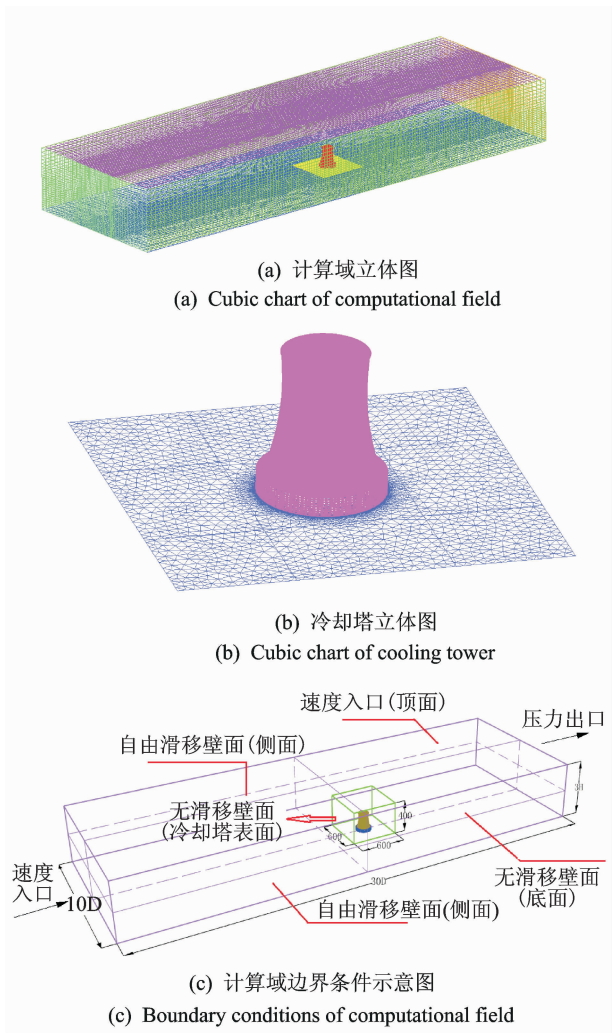 (a) 计算域立体图
(a) Cubic chart of computational field
(b) 冷却塔立体图
(b) Cubic chart of cooling tower
速度入口(顶面)
压力出口
自由滑移壁面(侧面)
无滑移壁面
(冷却塔表面)
400
600
600
速度
入口
10D
30D
无滑移壁面
(底面)
自由滑移壁面(侧面)
(c) 计算域边界条件示意图
(c) Boundary conditions of computational field